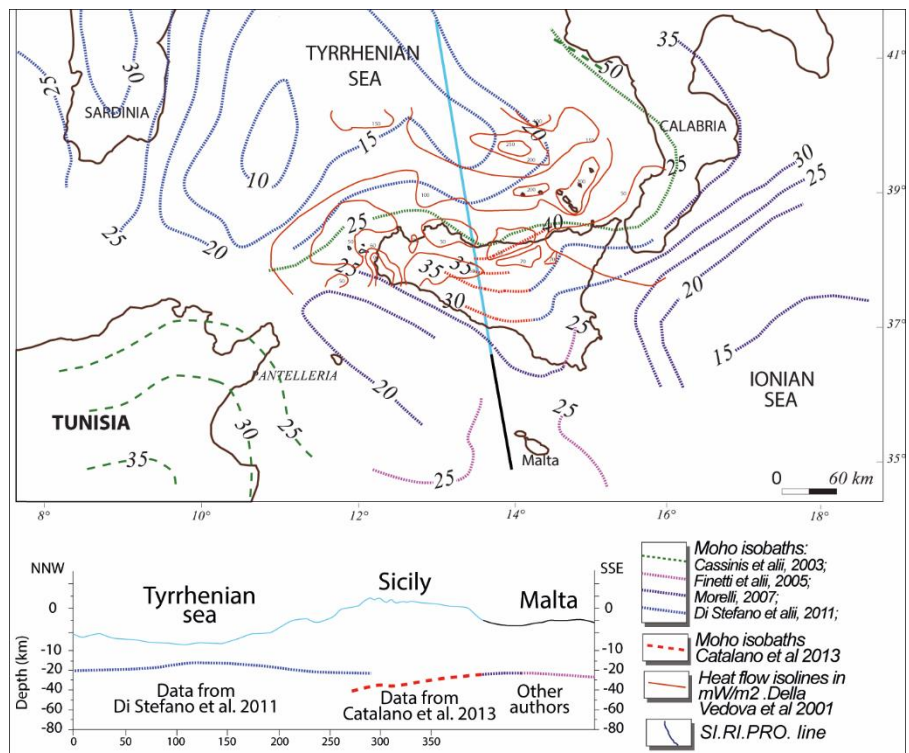 TYRRHENIAN
SEA
SARDINIA
CALABRIA
TUNISIA
PANTELLERIA
Malta
IONIAN
SEA
25
30
50
35
41°
20
15
10
25
30
25
39°
25
40
20
25
25
35
35
30
20
25
20
37°
15
25
20
30
25
35
25
35°
0 60 km
8° 10° 12° 14° 16° 18°
NNW SSE
Tyrrhenian
sea
Sicily
Malta
Depth (km)
0
-20
-40
-60
-80
0
-10
-20
-40
-60
-80
Data from
Di Stefano et al. 2011
Data from
Catalano et al. 2013
Other
authors
0 50 100 150 200 250 300 350
Moho isobaths:
Cassinis et alii, 2003;
Finetti et alii, 2005;
Morelli, 2007;
Di Stefano et alii, 2011;
Moho isobaths
Catalano et al 2013
Heat flow isolines in
mW/m2 .Della
Vedova et al 2001
SI.RI.PRO. line